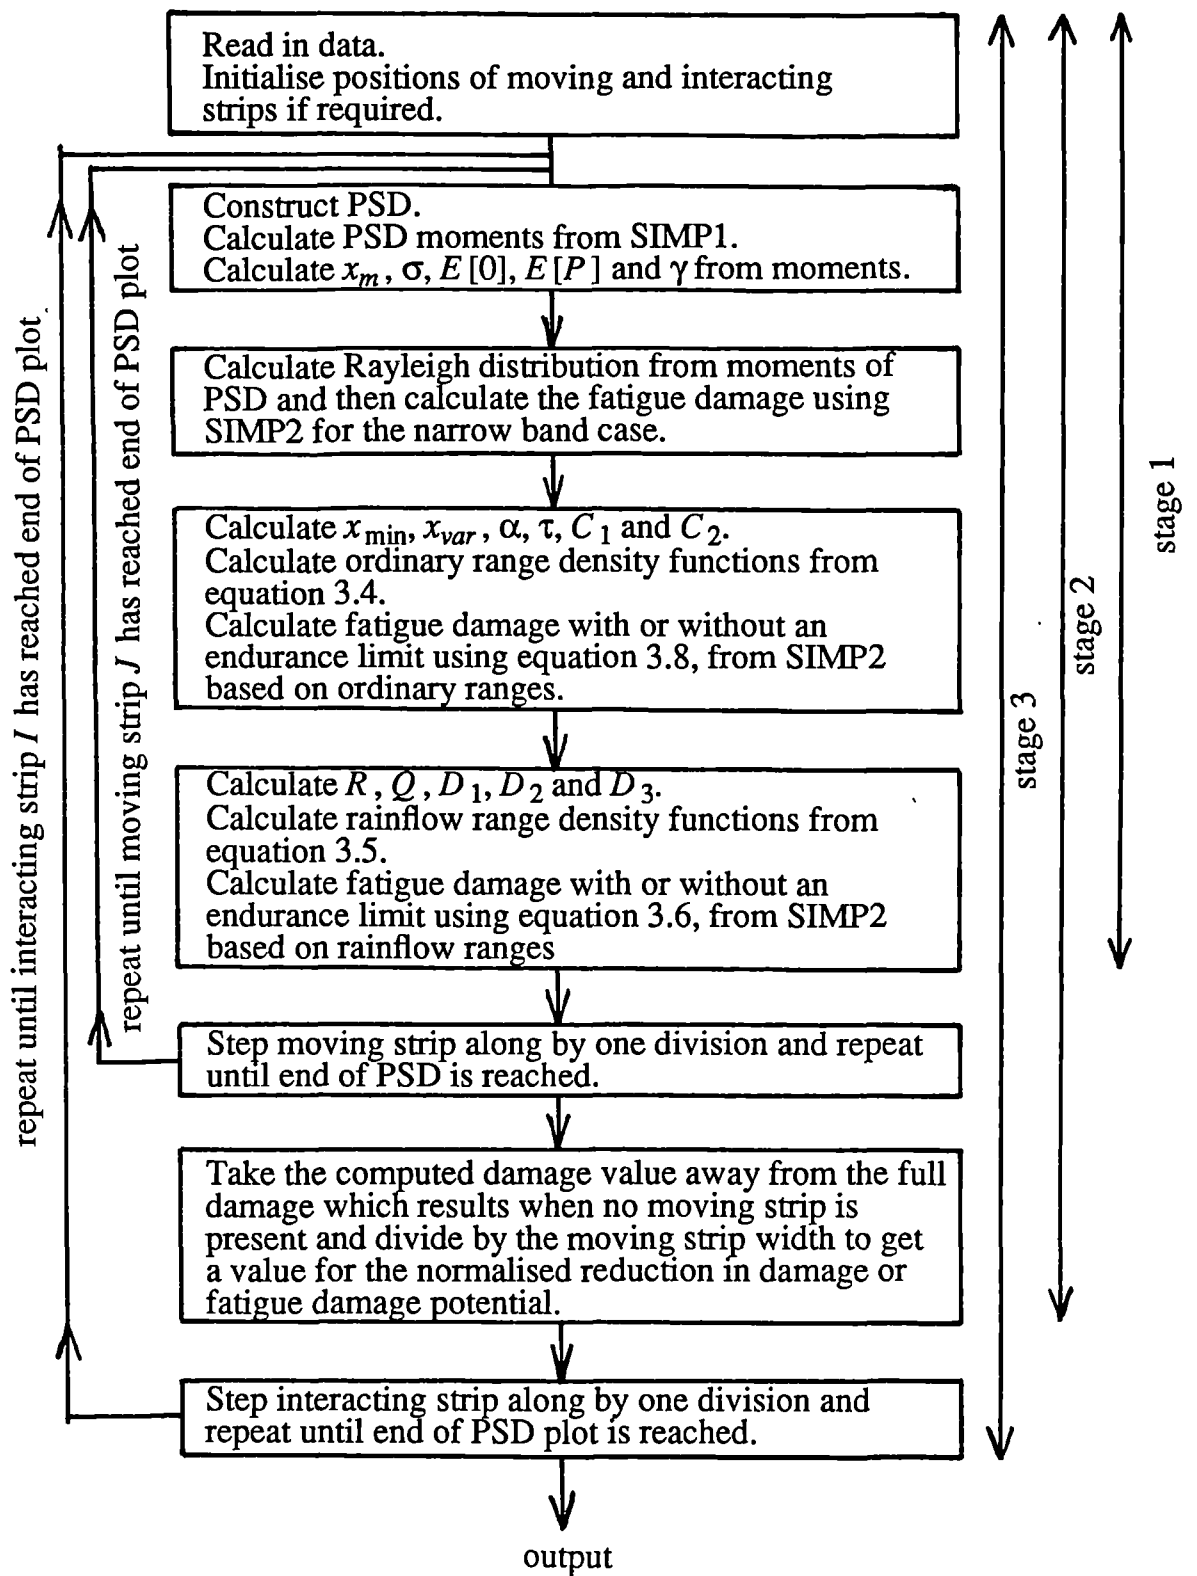 Read in data.
Initialise positions of moving and interacting
strips if required.
Construct PSD.
Calculate PSD moments from SIMP1.
Calculate x_m, σ, E[0], E[P] and γ from moments.
Calculate Rayleigh distribution from moments of
PSD and then calculate the fatigue damage using
SIMP2 for the narrow band case.
Calculate x_min, x_var, α, τ, C_1 and C_2.
Calculate ordinary range density functions from
equation 3.4.
Calculate fatigue damage with or without an
endurance limit using equation 3.8, from SIMP2
based on ordinary ranges.
Calculate R, Q, D_1, D_2 and D_3.
Calculate rainflow range density functions from
equation 3.5.
Calculate fatigue damage with or without an
endurance limit using equation 3.6, from SIMP2
based on rainflow ranges
Step moving strip along by one division and repeat
until end of PSD is reached.
Take the computed damage value away from the full
damage which results when no moving strip is
present and divide by the moving strip width to get
a value for the normalised reduction in damage or
fatigue damage potential.
Step interacting strip along by one division and
repeat until end of PSD plot is reached.
output
repeat until interacting strip I has reached end of PSD plot
repeat until moving strip J has reached end of PSD plot
stage 3
stage 2
stage 1